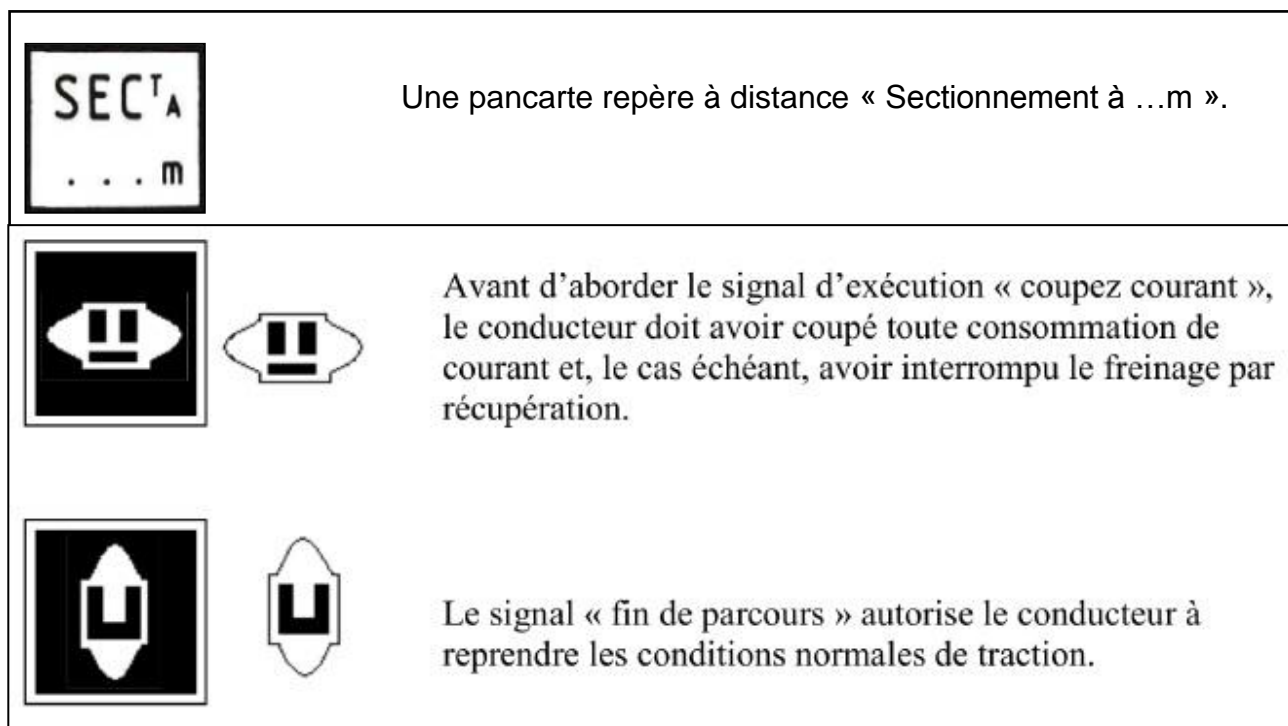 SECᵀA
...m
Une pancarte repère à distance « Sectionnement à …m ».
Avant d’aborder le signal d’exécution « coupez courant »,
le conducteur doit avoir coupé toute consommation de
courant et, le cas échéant, avoir interrompu le freinage par
récupération.
Le signal « fin de parcours » autorise le conducteur à
reprendre les conditions normales de traction.